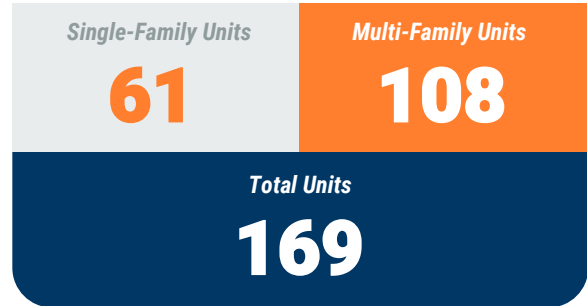 Single-Family Units
61
Multi-Family Units
108
Total Units
169